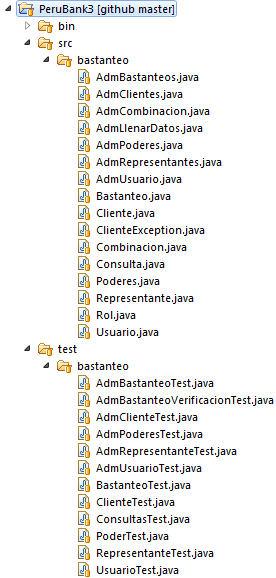 PeruBank3 [github master]
bin
src
bastanteo
AdmBastanteos.java
AdmClientes.java
AdmCombinacion.java
AdmLlenarDatos.java
AdmPoderes.java
AdmRepresentantes.java
AdmUsuario.java
Bastanteo.java
Cliente.java
ClienteException.java
Combinacion.java
Consulta.java
Poderes.java
Representante.java
Rol.java
Usuario.java
test
bastanteo
AdmBastanteoTest.java
AdmBastanteoVerificacionTest.java
AdmClienteTest.java
AdmPoderesTest.java
AdmRepresentanteTest.java
AdmUsuarioTest.java
BastanteoTest.java
ClienteTest.java
ConsultasTest.java
PoderTest.java
RepresentanteTest.java
UsuarioTest.java